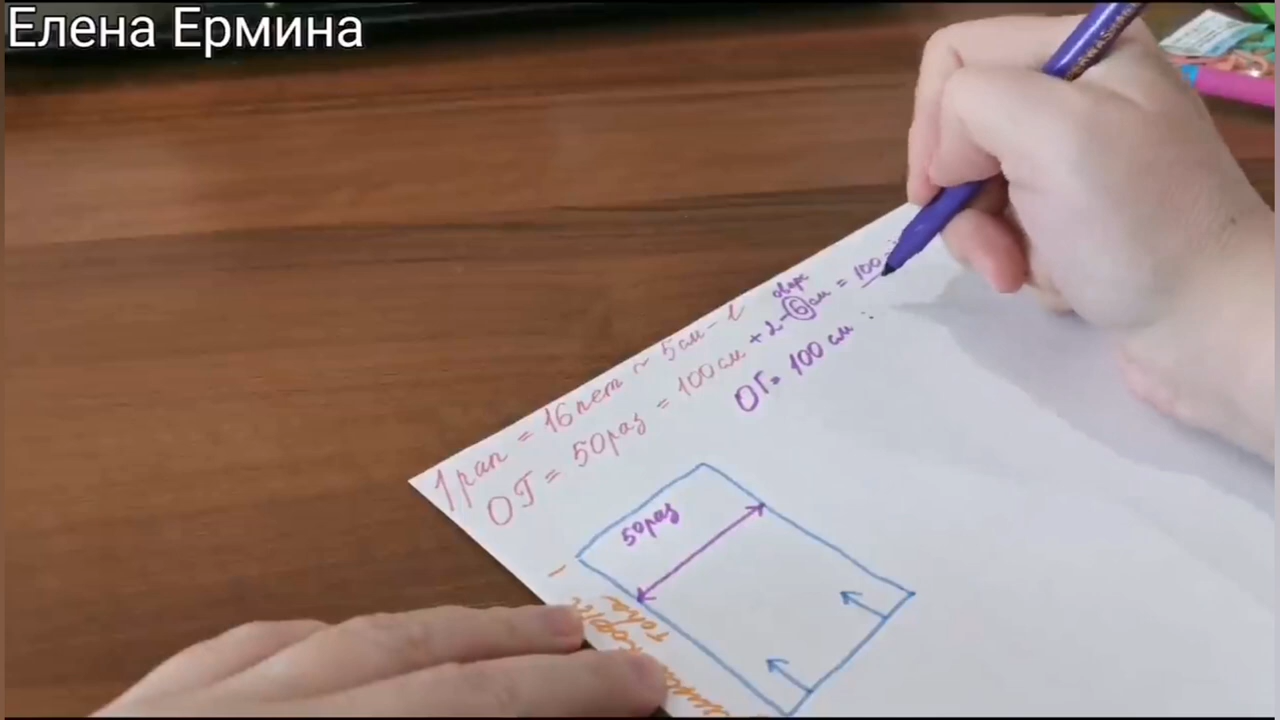 Елена Ермина
1 рап = 16 пет ~ 5 см - 1
ОГ = 50 раз = 100 см + 2 - 6 см = 100
ОГ = 100 см :
50 раз